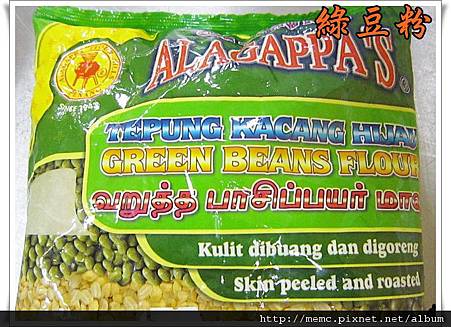 綠豆粉
ALAGAPPA'S
TEPUNG KACANG HIJAU
GREEN BEANS FLOUR
வறுத்த பாசிப்பயர்
Kulit dibuang dan digoreng
Skin peeled and roasted
http://memc.pixnet.net/album